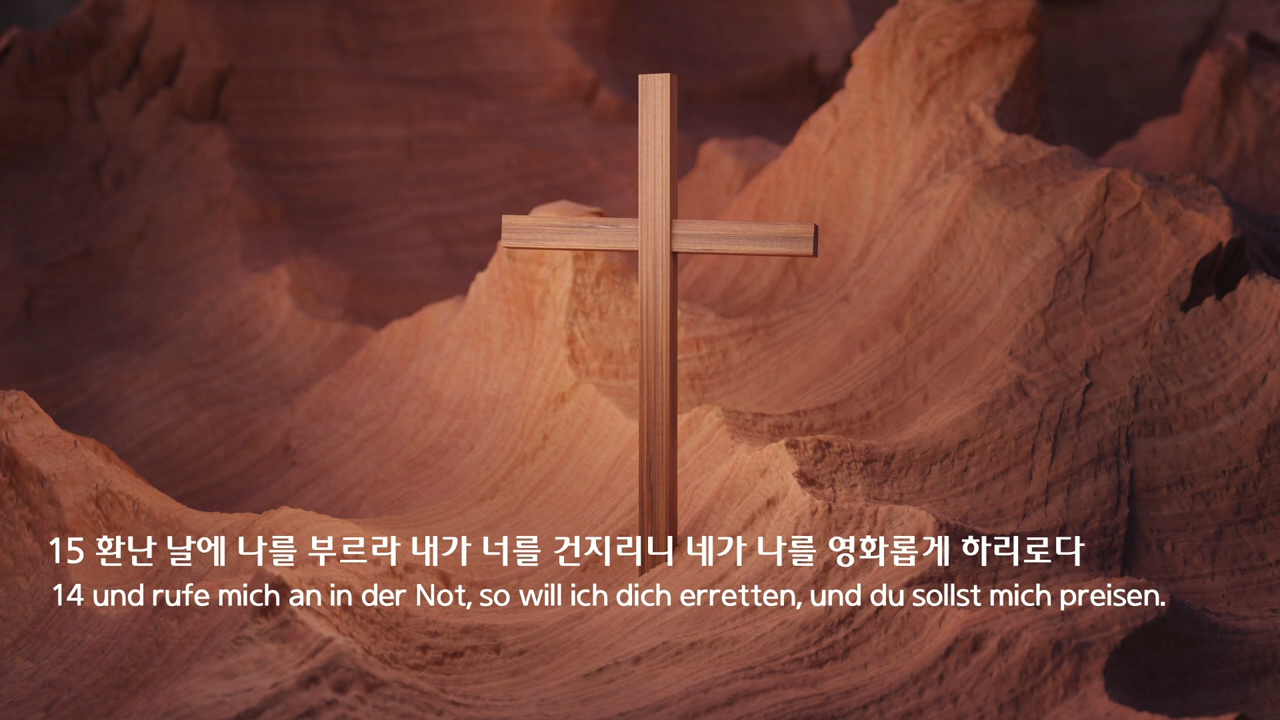 15 환난 날에 나를 부르라 내가 너를 건지리니 네가 나를 영화롭게 하리로다
14 und rufe mich an in der Not, so will ich dich erretten, und du sollst mich preisen.